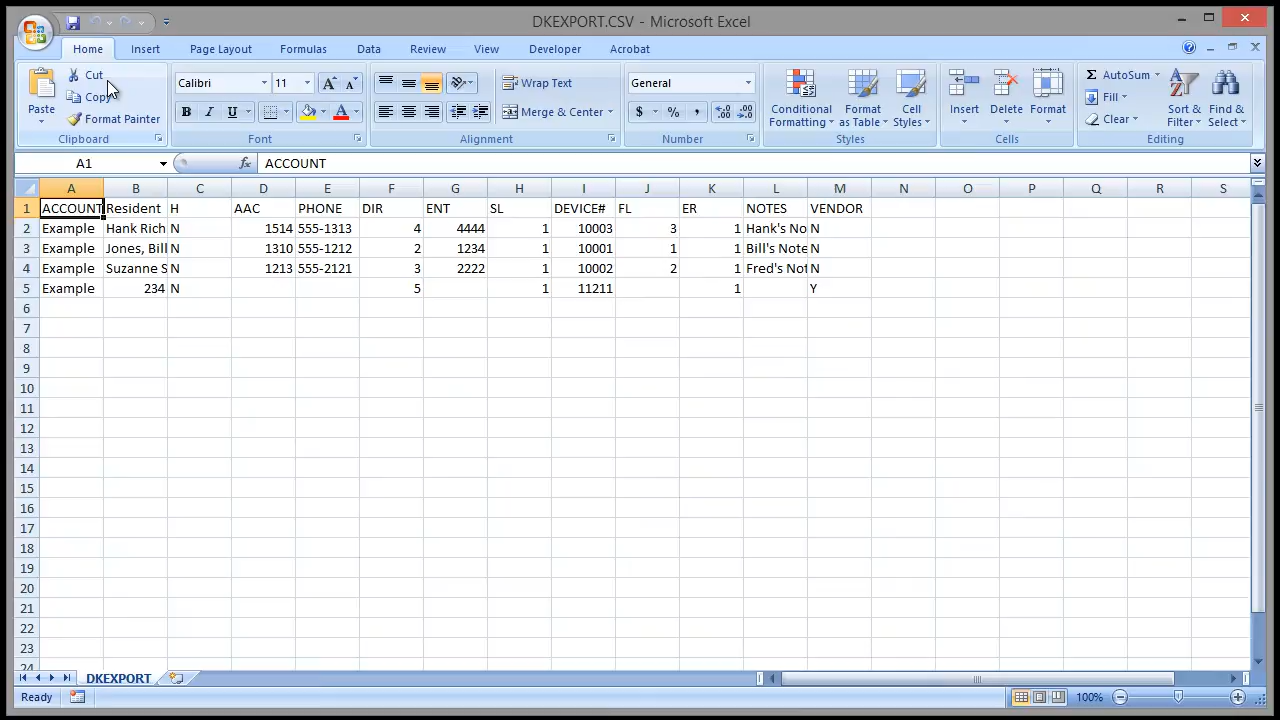 DKEXPORT.CSV - Microsoft Excel
Home Insert Page Layout Formulas Data Review View Developer Acrobat
Paste
Cut
Copy
Format Painter
Clipboard
Calibri 11
B I U A
Font
Wrap Text
Merge & Center
Alignment
General
$ % , .00
Number
Conditional Formatting
Format as Table
Cell Styles
Styles
Insert
Delete
Format
Cells
Σ AutoSum
Fill
Clear
Sort & Filter
Find & Select
Editing
A1 fx ACCOUNT
A B C D E F G H I J K L M N O P Q R S
1 ACCOUNT Resident H AAC PHONE DIR ENT SL DEVICE# FL ER NOTES VENDOR
2 Example Hank Rich N 1514 555-1313 4 4444 1 10003 3 1 Hank's No N
3 Example Jones, Bill N 1310 555-1212 2 1234 1 10001 1 1 Bill's Note N
4 Example Suzanne S N 1213 555-2121 3 2222 1 10002 2 1 Fred's Not N
5 Example 234 N 5 1 11211 1 Y
6
7
8
9
10
11
12
13
14
15
16
17
18
19
20
21
22
23
24
DKEXPORT
Ready 100%